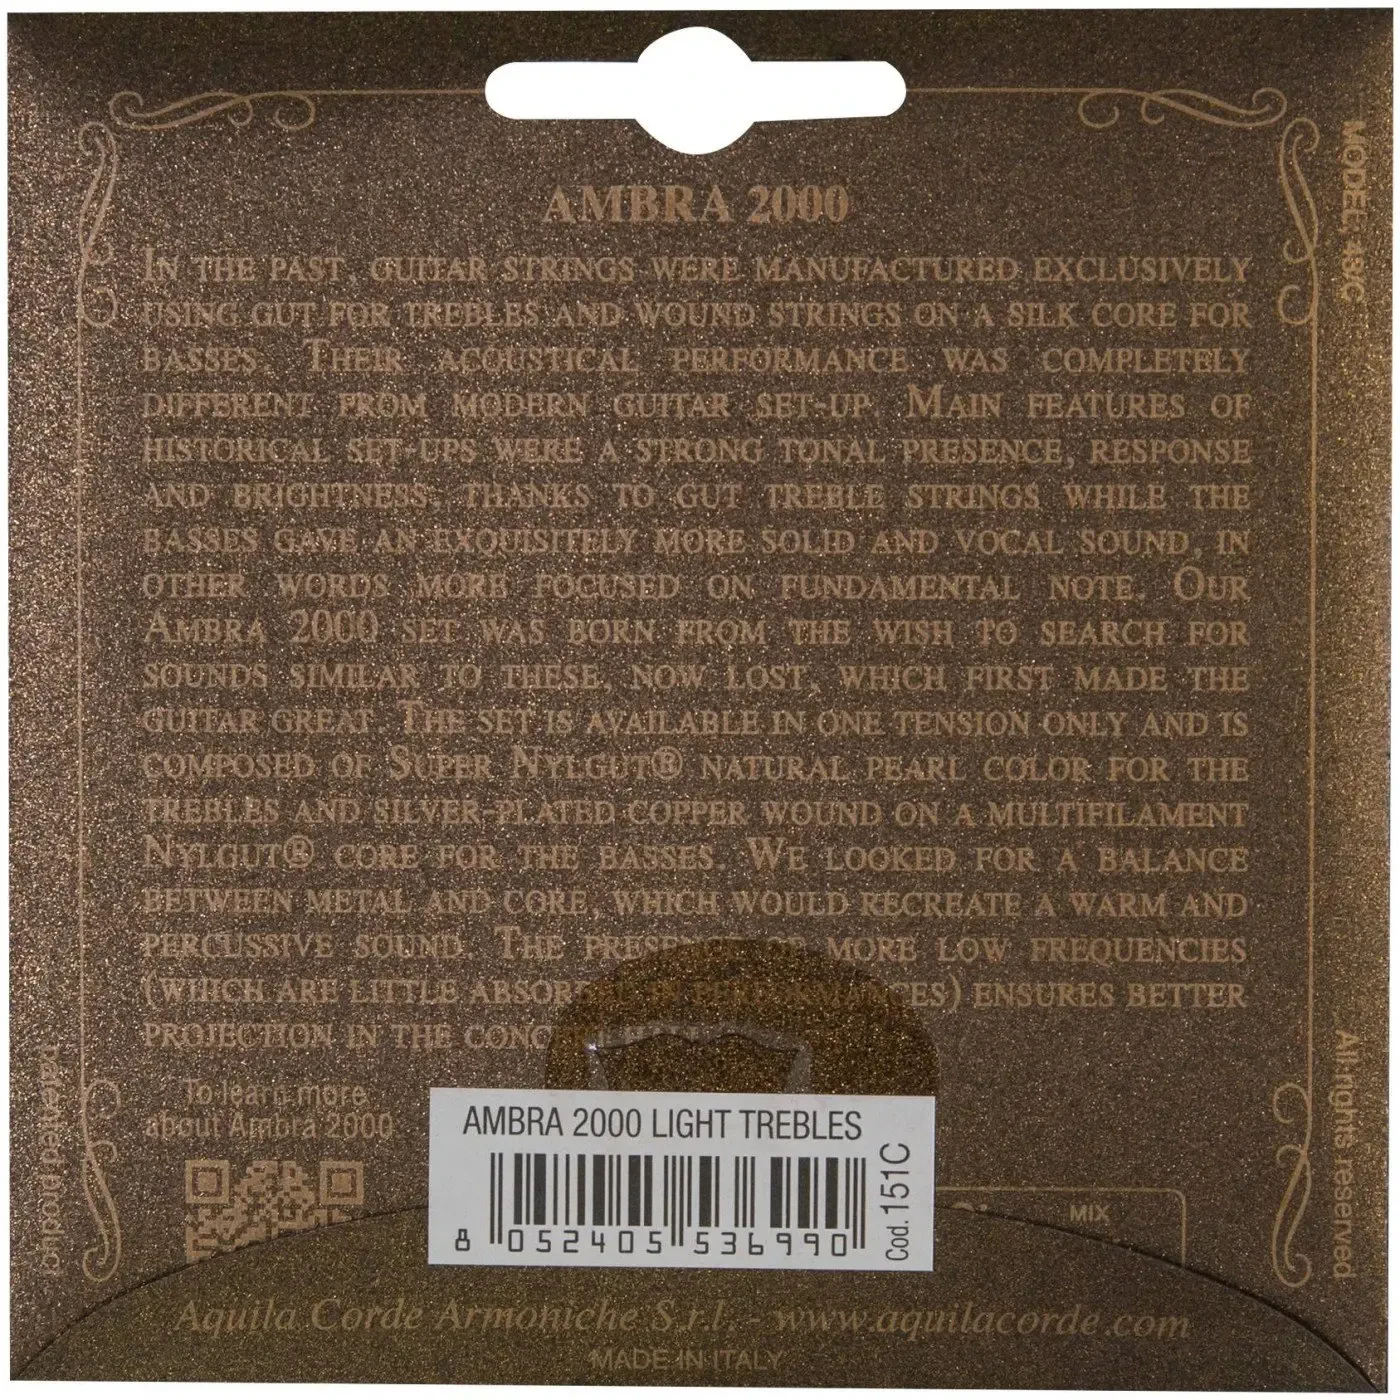 AMBRA 2000
IN THE PAST, GUITAR STRINGS WERE MANUFACTURED EXCLUSIVELY
USING GUT FOR TREBLES AND WOUND STRINGS ON A SILK CORE FOR
BASSES. THEIR ACOUSTICAL PERFORMANCE WAS COMPLETELY
DIFFERENT FROM MODERN GUITAR SET-UP. MAIN FEATURES OF
HISTORICAL SET-UPS WERE A STRONG TONAL PRESENCE, RESPONSE
AND BRIGHTNESS, THANKS TO GUT TREBLE STRINGS WHILE THE
BASSES GAVE AN EXQUISITELY MORE SOLID AND VOCAL SOUND, IN
OTHER WORDS MORE FOCUSED ON FUNDAMENTAL NOTE. OUR
AMBRA 2000 SET WAS BORN FROM THE WISH TO SEARCH FOR
SOUNDS SIMILAR TO THESE, NOW LOST, WHICH FIRST MADE THE
GUITAR GREAT. THE SET IS AVAILABLE IN ONE TENSION ONLY AND IS
COMPOSED OF SUPER NYLGUT® NATURAL PEARL COLOR FOR THE
TREBLES AND SILVER-PLATED COPPER WOUND ON A MULTIFILAMENT
NYLGUT® CORE FOR THE BASSES. WE LOOKED FOR A BALANCE
BETWEEN METAL AND CORE, WHICH WOULD RECREATE A WARM AND
PERCUSSIVE SOUND. THE PRESENCE OF MORE LOW FREQUENCIES
(WHICH ARE LITTLE ABSORBED IN PERFORMANCES) ENSURES BETTER
PROJECTION IN THE CONC
To learn more
about Ambra 2000
AMBRA 2000 LIGHT TREBLES
8 052405 536990
Cod. 151C
MIX
Aquila Corde Armoniche S.r.l. - www.aquilacorde.com
MADE IN ITALY
patented product
MODEL, 48C
All rights reserved